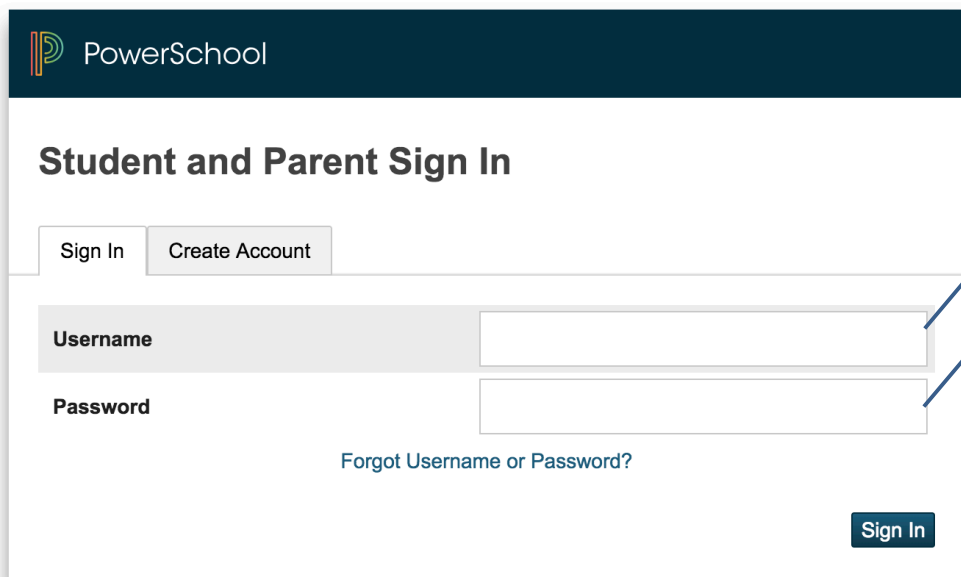 PowerSchool
Student and Parent Sign In
Sign In Create Account
Username
Password
Forgot Username or Password?
Sign In